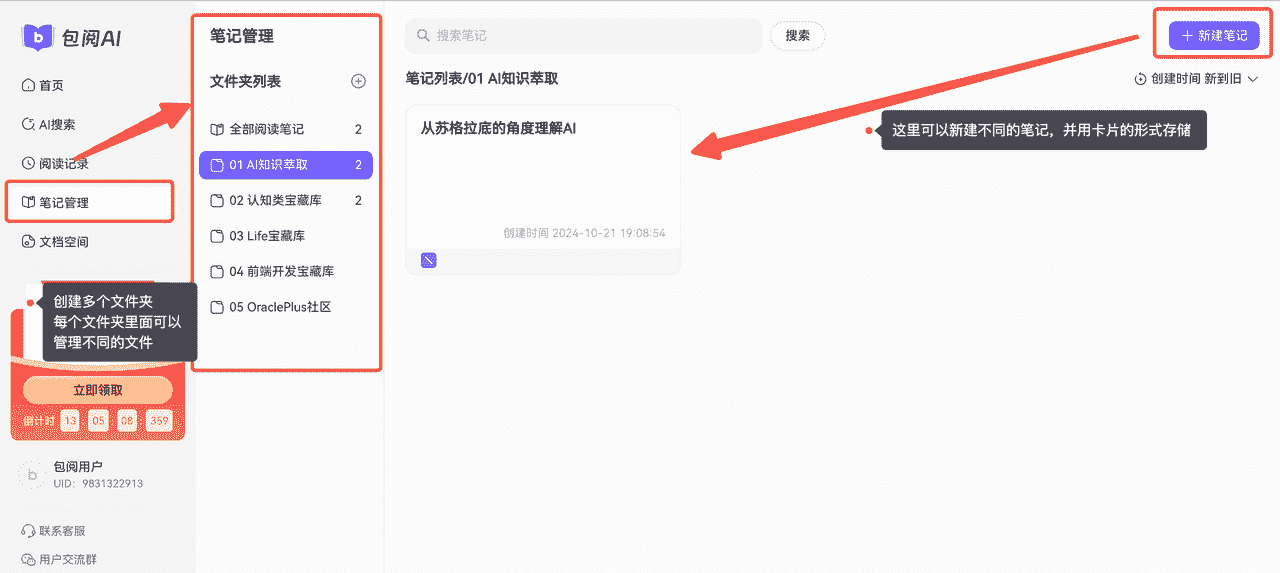 包阅AI
首页
AI搜索
阅读记录
笔记管理
文档空间
创建多个文件夹
每个文件夹里面可以
管理不同的文件
立即领取
倒计时 13 05 08 359
包阅用户
UID: 9831322913
联系客服
用户交流群
笔记管理
文件夹列表
全部阅读笔记 2
01 AI知识萃取 2
02 认知类宝藏库 2
03 Life宝藏库
04 前端开发宝藏库
05 OraclePlus社区
搜索笔记
搜索
+ 新建笔记
笔记列表/01 AI知识萃取
创建时间 新到旧
从苏格拉底的角度理解AI
创建时间 2024-10-21 19:08:54
这里可以新建不同的笔记，并用卡片的形式存储